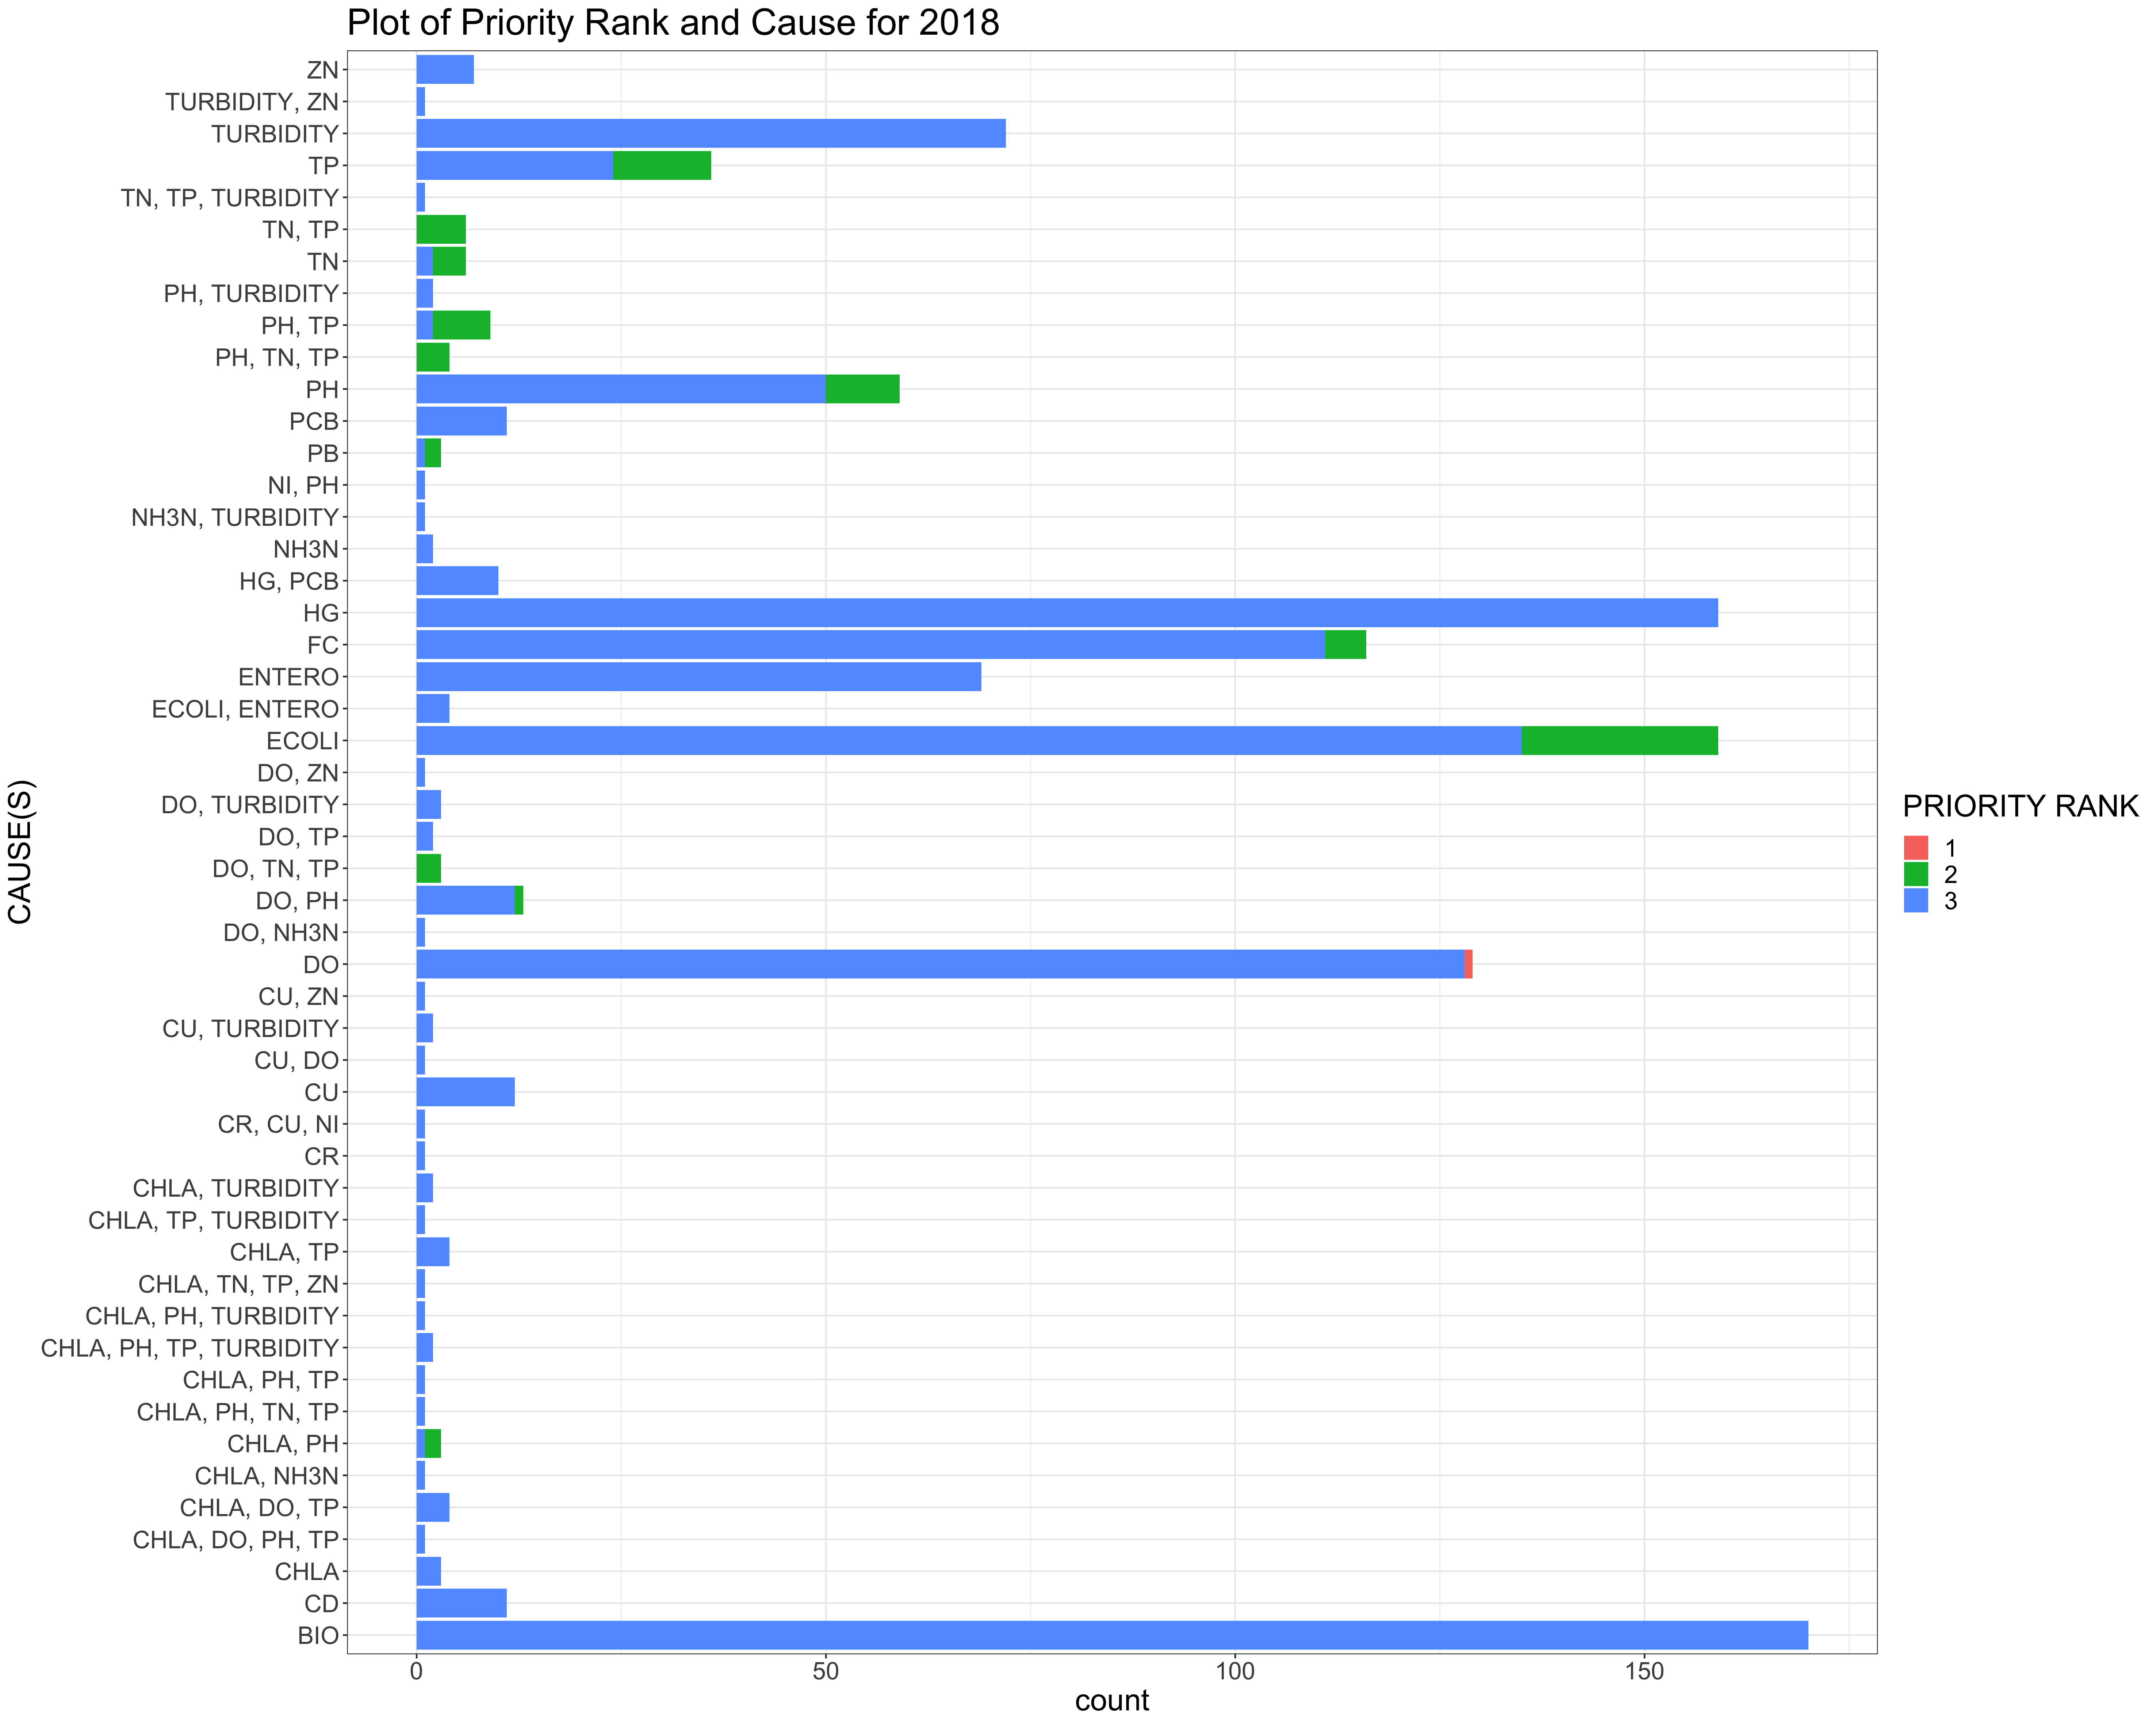 Plot of Priority Rank and Cause for 2018
ZN
TURBIDITY, ZN
TURBIDITY
TP
TN, TP, TURBIDITY
TN, TP
TN
PH, TURBIDITY
PH, TP
PH, TN, TP
PH
PCB
PB
NI, PH
NH3N, TURBIDITY
NH3N
HG, PCB
HG
FC
ENTERO
ECOLI, ENTERO
ECOLI
DO, ZN
DO, TURBIDITY
DO, TP
DO, TN, TP
DO, PH
DO, NH3N
DO
CU, ZN
CU, TURBIDITY
CU, DO
CU
CR, CU, NI
CR
CHLA, TURBIDITY
CHLA, TP, TURBIDITY
CHLA, TP
CHLA, TN, TP, ZN
CHLA, PH, TURBIDITY
CHLA, PH, TP, TURBIDITY
CHLA, PH, TP
CHLA, PH, TN, TP
CHLA, PH
CHLA, NH3N
CHLA, DO, TP
CHLA, DO, PH, TP
CHLA
CD
BIO
CAUSE(S)
0 50 100 150
count
PRIORITY RANK
1
2
3